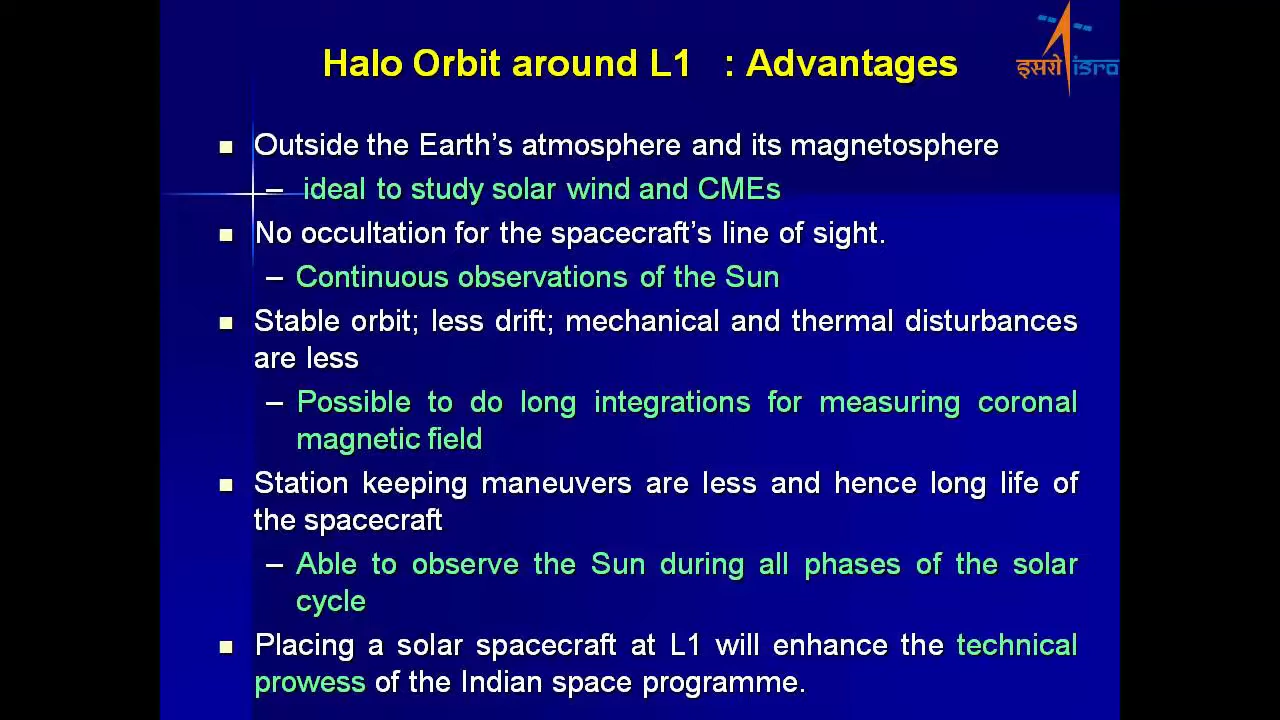 Halo Orbit around L1 : Advantages
इसरो isro
■ Outside the Earth's atmosphere and its magnetosphere
– ideal to study solar wind and CMEs
■ No occultation for the spacecraft's line of sight.
– Continuous observations of the Sun
■ Stable orbit; less drift; mechanical and thermal disturbances
are less
– Possible to do long integrations for measuring coronal
magnetic field
■ Station keeping maneuvers are less and hence long life of
the spacecraft
– Able to observe the Sun during all phases of the solar
cycle
■ Placing a solar spacecraft at L1 will enhance the technical
prowess of the Indian space programme.